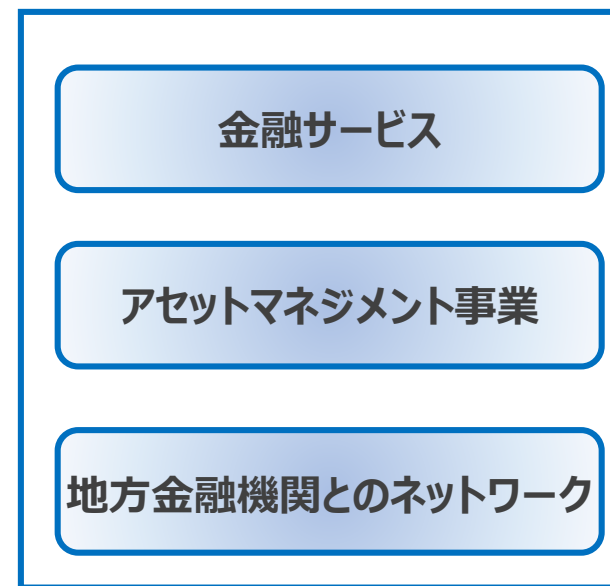 金融サービス
アセットマネジメント事業
地方金融機関とのネットワーク